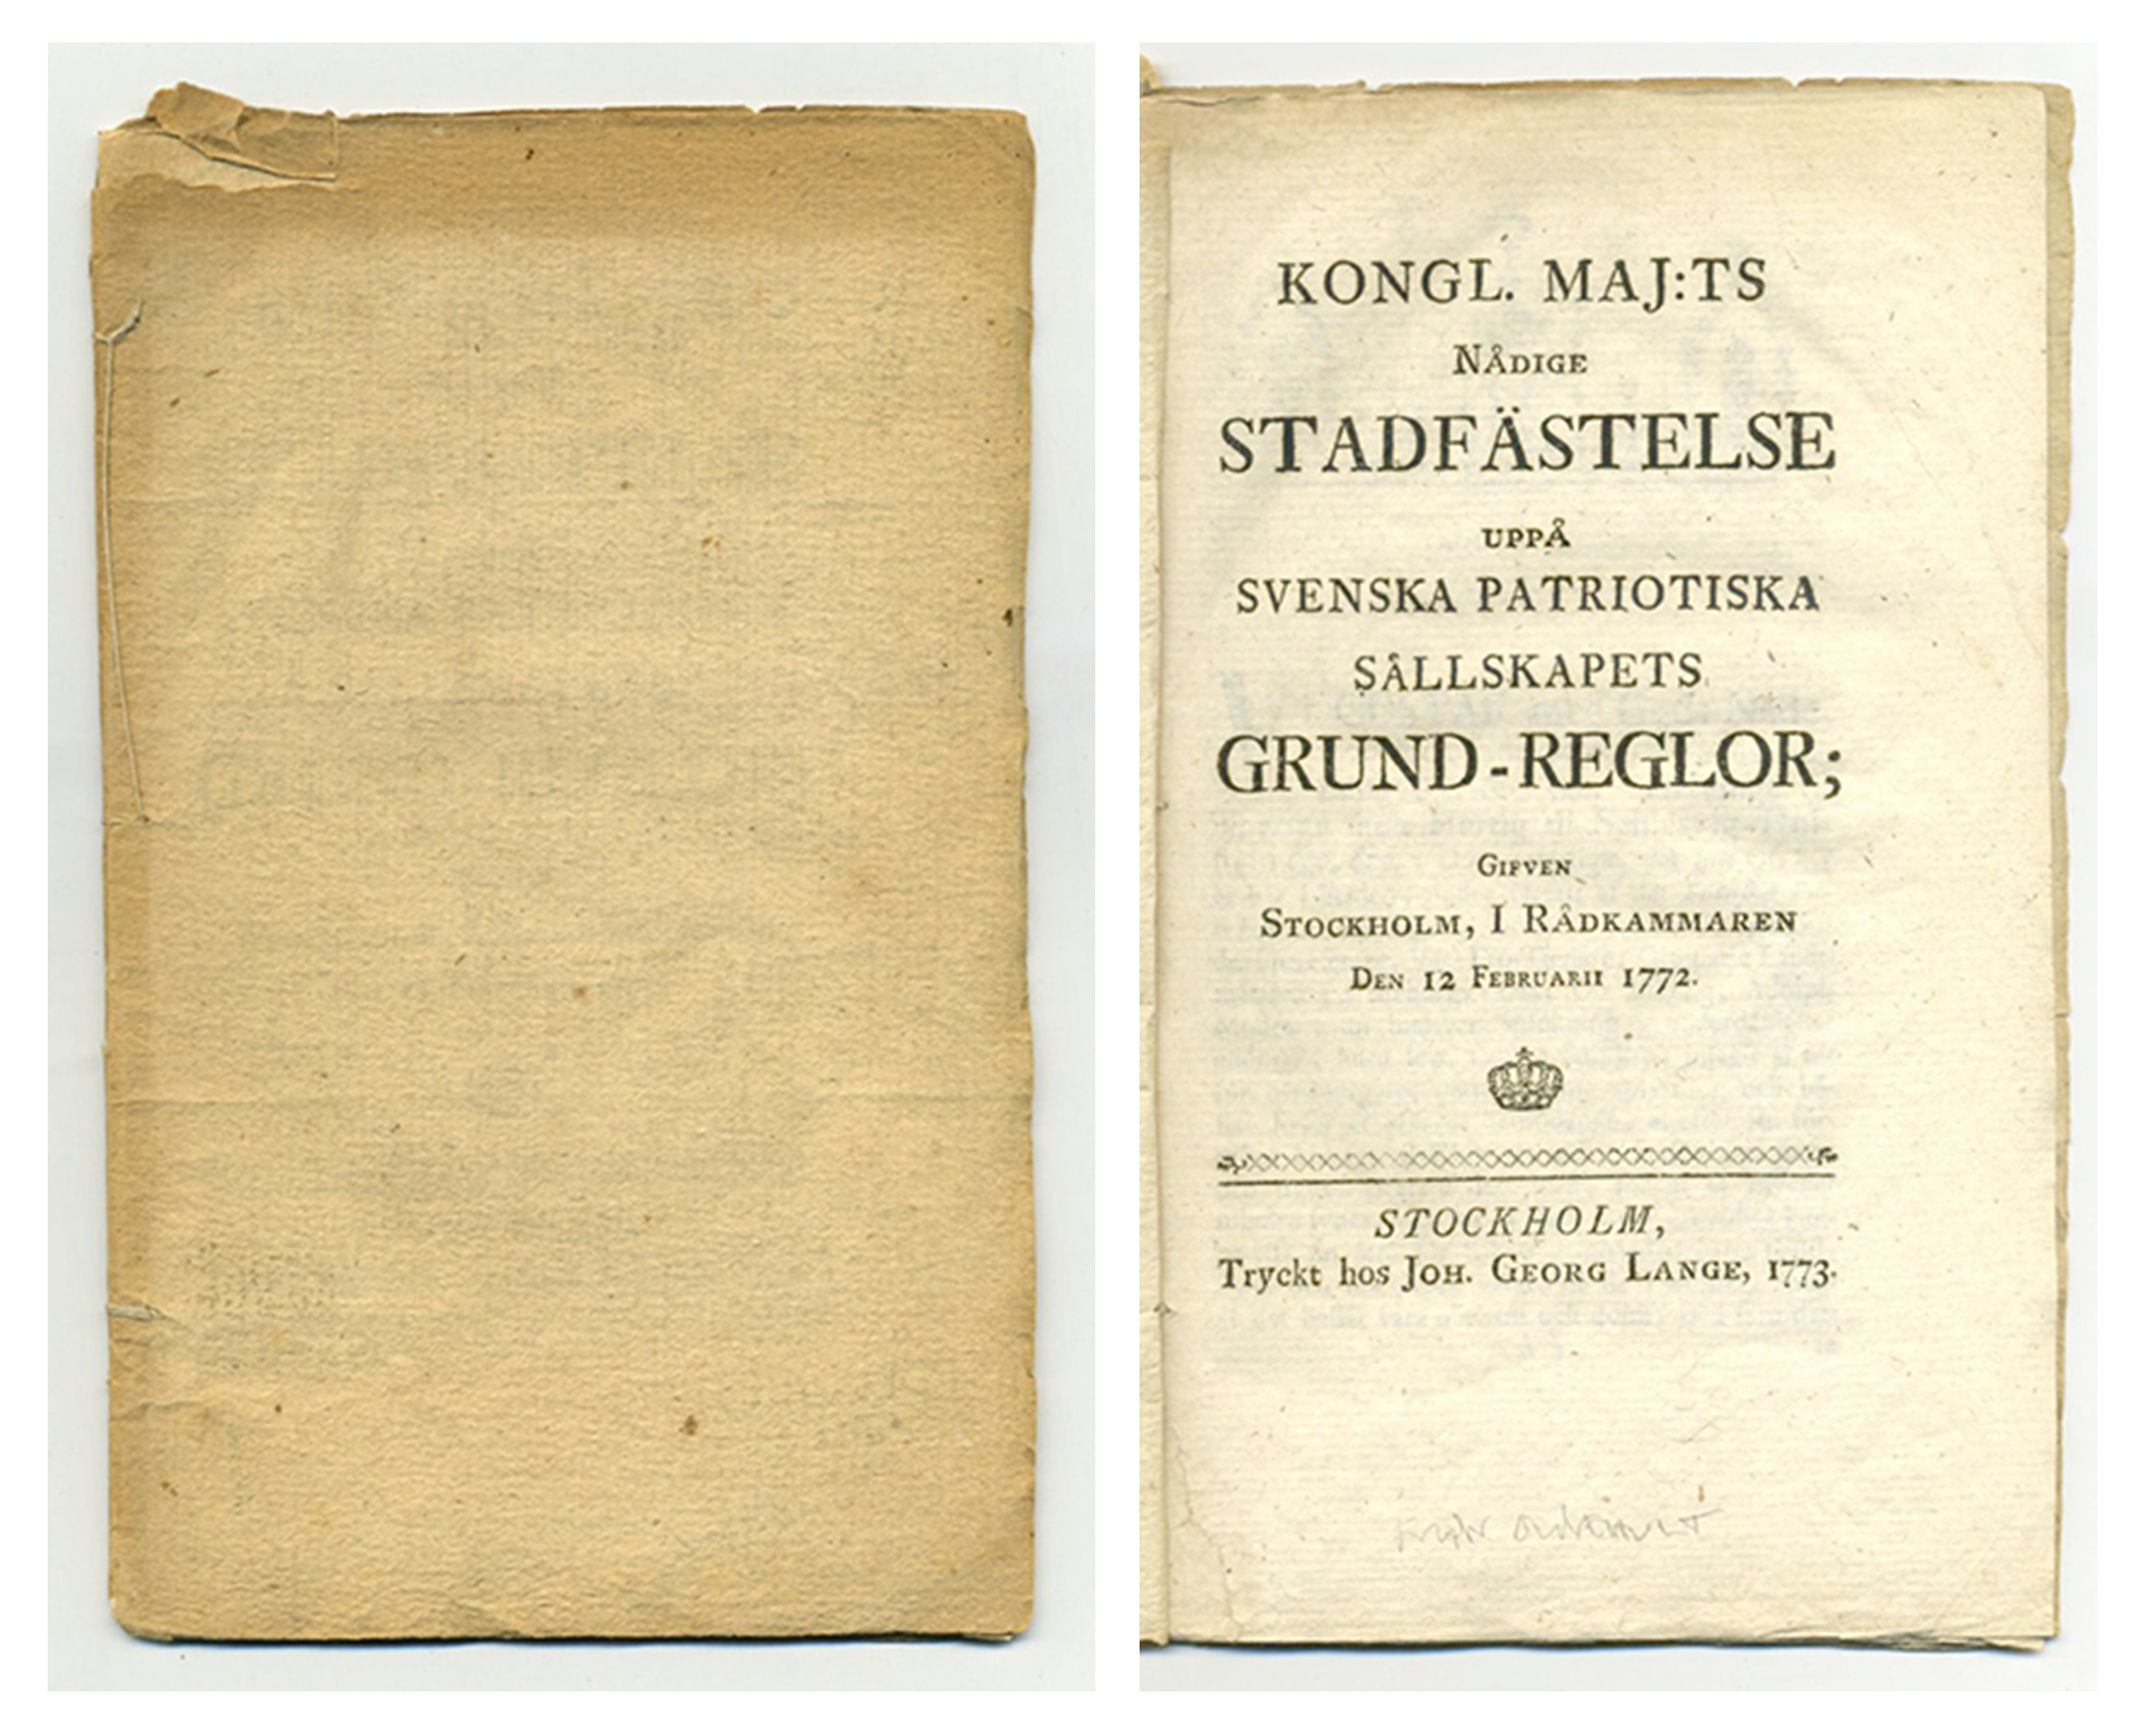 KONGL. MAJ:TS
NÅDIGE
STADFÄSTELSE
UPPÅ
SVENSKA PATRIOTISKA
SÅLLSKAPETS
GRUND-REGLOR;
GIFVEN
STOCKHOLM, I RÅDKAMMAREN
DEN 12 FEBRUARII 1772.
STOCKHOLM,
Tryckt hos JOH. GEORG LANGE, 1773.